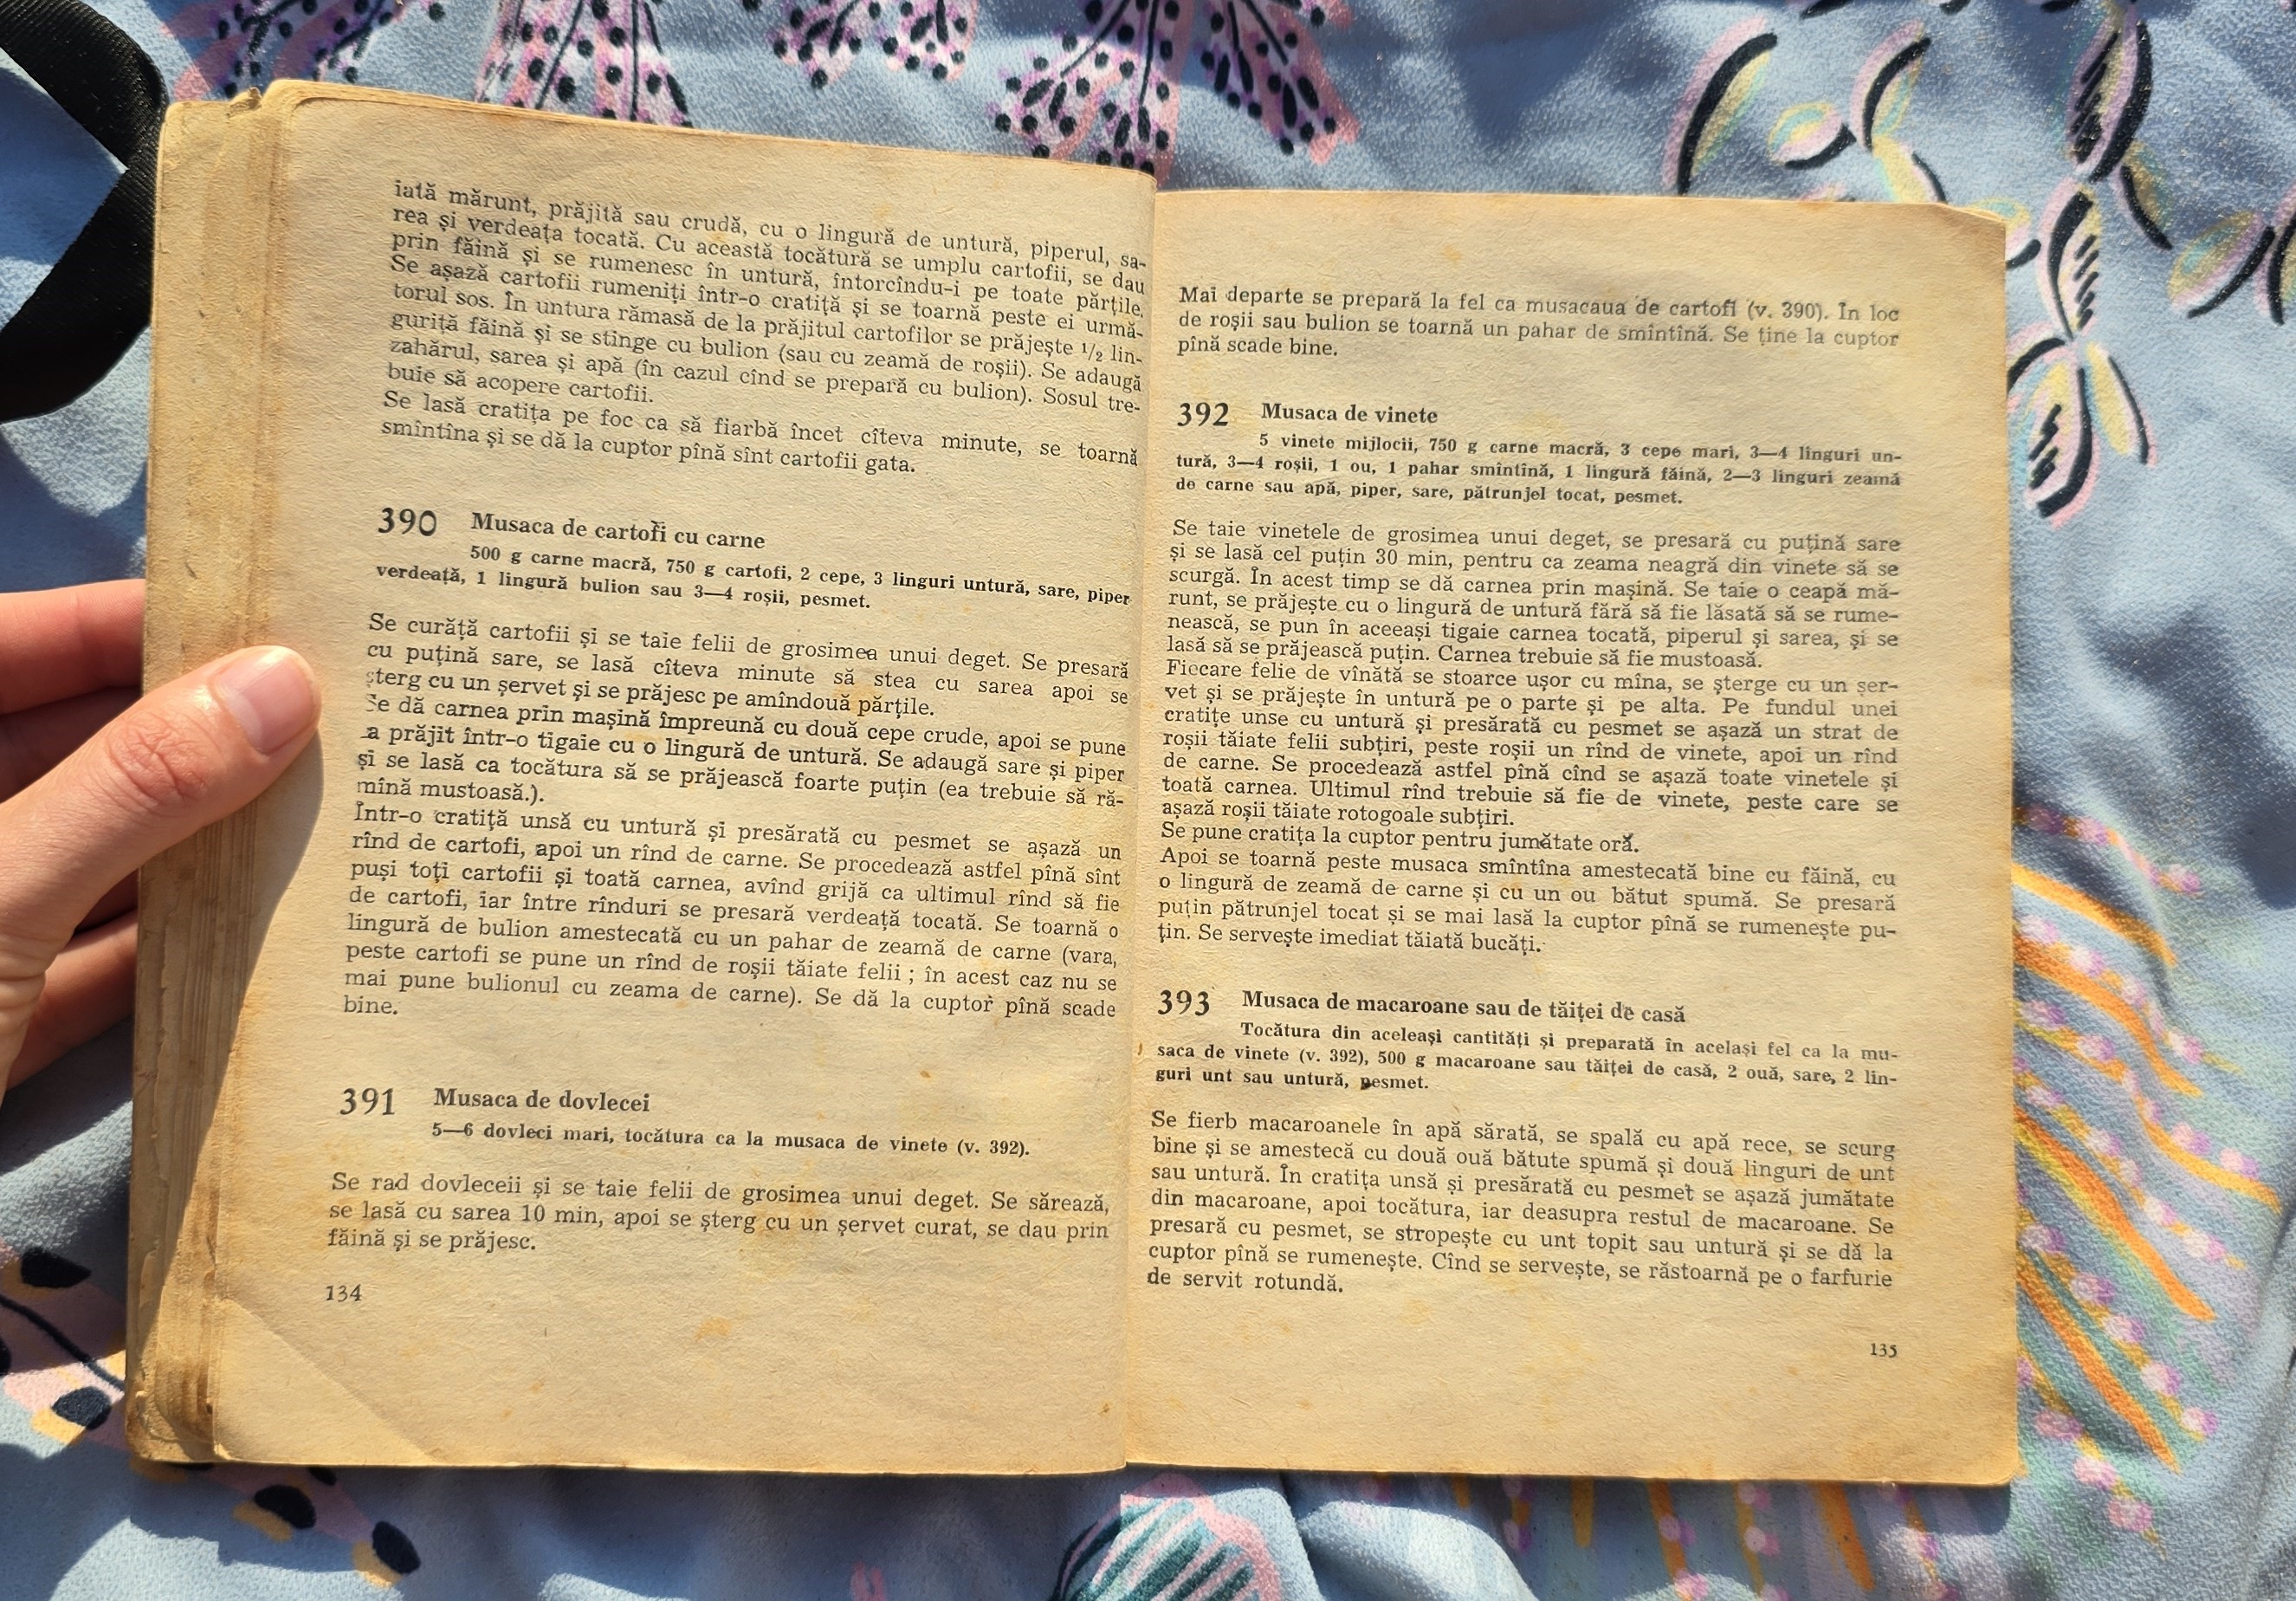 iată mărunt, prăjită sau crudă, cu o lingură de untură, piperul, sa-
rea și verdeața tocată. Cu această tocătură se umplu cartofii, se dau
prin făină și se rumenesc în untură, întorcîndu-i pe toate părțile.
Se așază cartofii rumeniți într-o cratiță și se toarnă peste ei urmă-
torul sos. În untura rămasă de la prăjitul cartofilor se prăjește 1/2 lin-
guriță făină și se stinge cu bulion (sau cu zeamă de roșii). Se adaugă
zahărul, sarea și apă (în cazul cînd se prepară cu bulion). Sosul tre-
buie să acopere cartofii.
Se lasă cratița pe foc ca să fiarbă încet cîteva minute, se toarnă
smîntîna și se dă la cuptor pînă sînt cartofii gata.
390 Musaca de cartofi cu carne
500 g carne macră, 750 g cartofi, 2 cepe, 3 linguri untură, sare, piper
verdeață, 1 lingură bulion sau 3—4 roșii, pesmet.
Se curăță cartofii și se taie felii de grosimea unui deget. Se presară
cu puțină sare, se lasă cîteva minute să stea cu sarea apoi se
șterg cu un șervet și se prăjesc pe amîndouă părțile.
Se dă carnea prin mașină împreună cu două cepe crude, apoi se pune
a prăjit într-o tigaie cu o lingură de untură. Se adaugă sare și piper
și se lasă ca tocătura să se prăjească foarte puțin (ea trebuie să ră-
mînă mustoasă.).
Într-o cratiță unsă cu untură și presărată cu pesmet se așază un
rînd de cartofi, apoi un rînd de carne. Se procedează astfel pînă sînt
puși toți cartofii și toată carnea, avînd grijă ca ultimul rînd să fie
de cartofi, iar între rînduri se presară verdeață tocată. Se toarnă o
lingură de bulion amestecată cu un pahar de zeamă de carne (vara,
peste cartofi se pune un rînd de roșii tăiate felii ; în acest caz nu se
mai pune bulionul cu zeama de carne). Se dă la cuptor pînă scade
bine.
391 Musaca de dovlecei
5—6 dovleci mari, tocătura ca la musaca de vinete (v. 392).
Se rad dovleceii și se taie felii de grosimea unui deget. Se sărează,
se lasă cu sarea 10 min, apoi se șterg cu un șervet curat, se dau prin
făină și se prăjesc.
134
Mai departe se prepară la fel ca musacaua de cartofi (v. 390). În loc
de roșii sau bulion se toarnă un pahar de smîntînă. Se ține la cuptor
pînă scade bine.
392 Musaca de vinete
5 vinete mijlocii, 750 g carne macră, 3 cepe mari, 3—4 linguri un-
tură, 3—4 roșii, 1 ou, 1 pahar smîntînă, 1 lingură făină, 2—3 linguri zeamă
de carne sau apă, piper, sare, pătrunjel tocat, pesmet.
Se taie vinetele de grosimea unui deget, se presară cu puțină sare
și se lasă cel puțin 30 min, pentru ca zeama neagră din vinete să se
scurgă. În acest timp se dă carnea prin mașină. Se taie o ceapă mă-
runt, se prăjește cu o lingură de untură fără să fie lăsată să se rume-
nească, se pun în aceeași tigaie carnea tocată, piperul și sarea, și se
lasă să se prăjească puțin. Carnea trebuie să fie mustoasă.
Fiecare felie de vînătă se stoarce ușor cu mîna, se șterge cu un șer-
vet și se prăjește în untură pe o parte și pe alta. Pe fundul unei
cratițe unse cu untură și presărată cu pesmet se așază un strat de
roșii tăiate felii subțiri, peste roșii un rînd de vinete, apoi un rînd
de carne. Se procedează astfel pînă cînd se așază toate vinetele și
toată carnea. Ultimul rînd trebuie să fie de vinete, peste care se
așază roșii tăiate rotogoale subțiri.
Se pune cratița la cuptor pentru jumătate oră.
Apoi se toarnă peste musaca smîntîna amestecată bine cu făină, cu
o lingură de zeamă de carne și cu un ou bătut spumă. Se presară
puțin pătrunjel tocat și se mai lasă la cuptor pînă se rumenește pu-
țin. Se servește imediat tăiată bucăți.
393 Musaca de macaroane sau de tăiței de casă
Tocătura din aceleași cantități și preparată în același fel ca la mu-
saca de vinete (v. 392), 500 g macaroane sau tăiței de casă, 2 ouă, sare, 2 lin-
guri unt sau untură, pesmet.
Se fierb macaroanele în apă sărată, se spală cu apă rece, se scurg
bine și se amestecă cu două ouă bătute spumă și două linguri de unt
sau untură. În cratița unsă și presărată cu pesmet se așază jumătate
din macaroane, apoi tocătura, iar deasupra restul de macaroane. Se
presară cu pesmet, se stropește cu unt topit sau untură și se dă la
cuptor pînă se rumenește. Cînd se servește, se răstoarnă pe o farfurie
de servit rotundă.
135